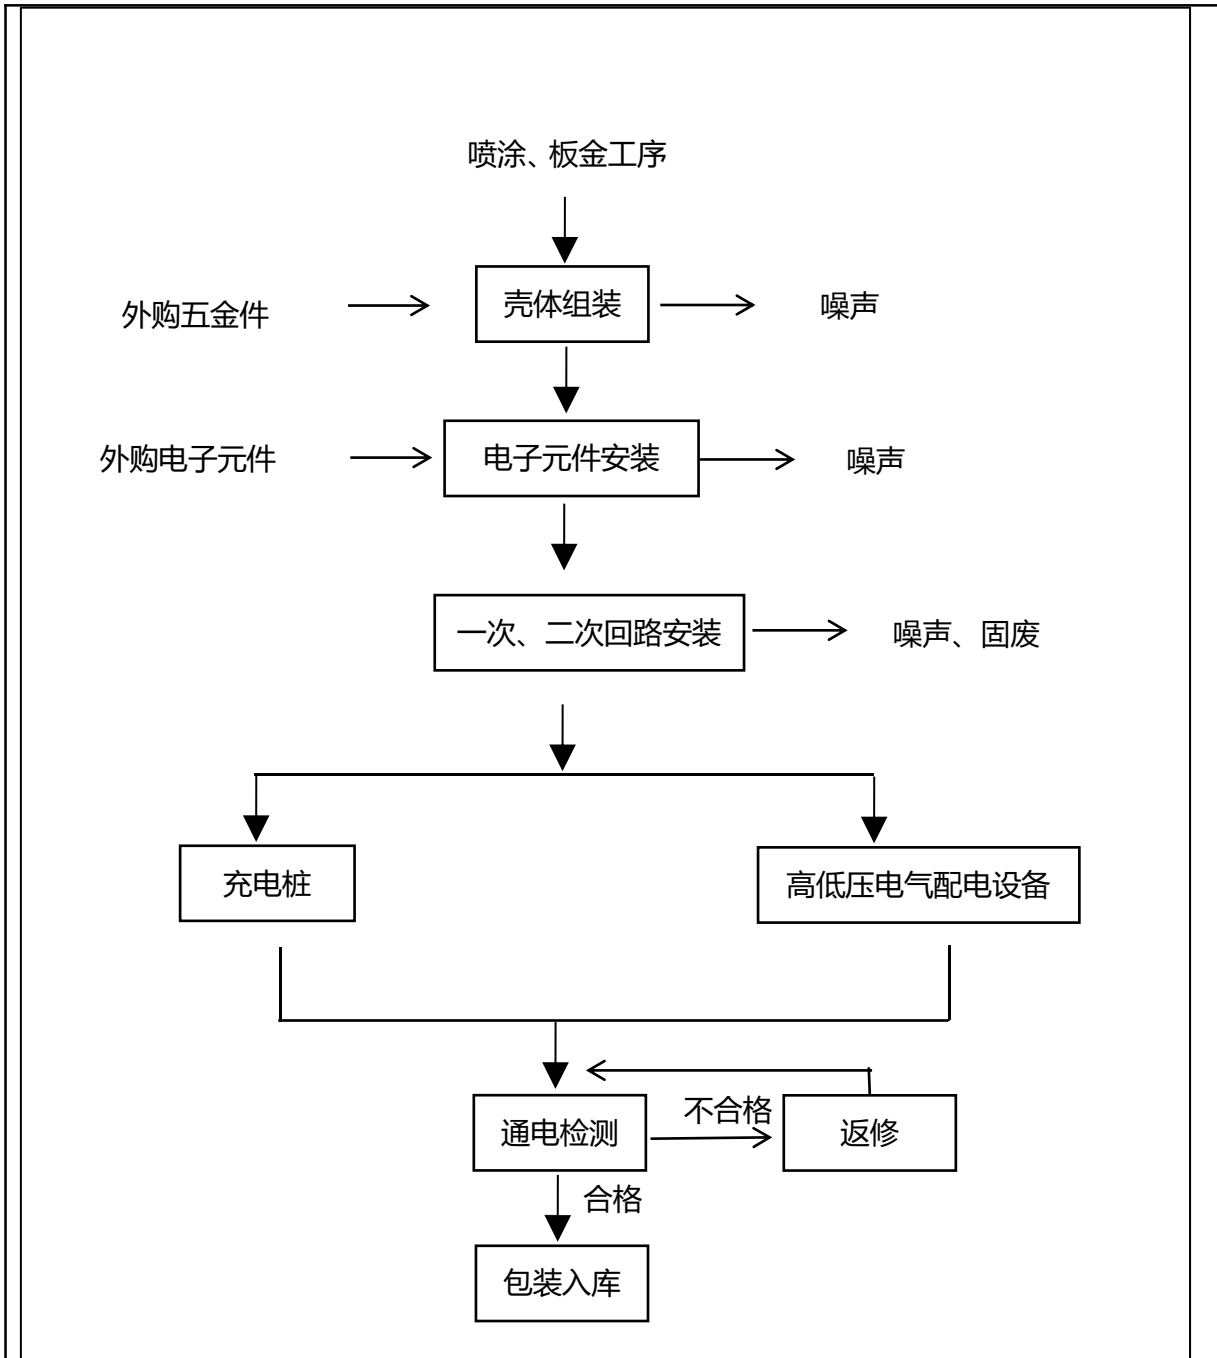 喷涂、板金工序
外购五金件
壳体组装
噪声
外购电子元件
电子元件安装
噪声
一次、二次回路安装
噪声、固废
充电桩
高低压电气配电设备
不合格
通电检测
返修
合格
包装入库